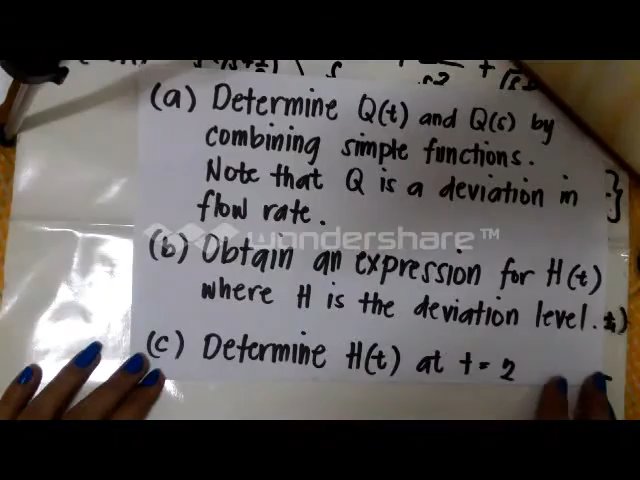 (a) Determine Q(t) and Q(s) by
combining simple functions.
Note that Q is a deviation in
flow rate.
wondershare™
(b) Obtain an expression for H(t)
where H is the deviation level.
(c) Determine H(t) at t = 2